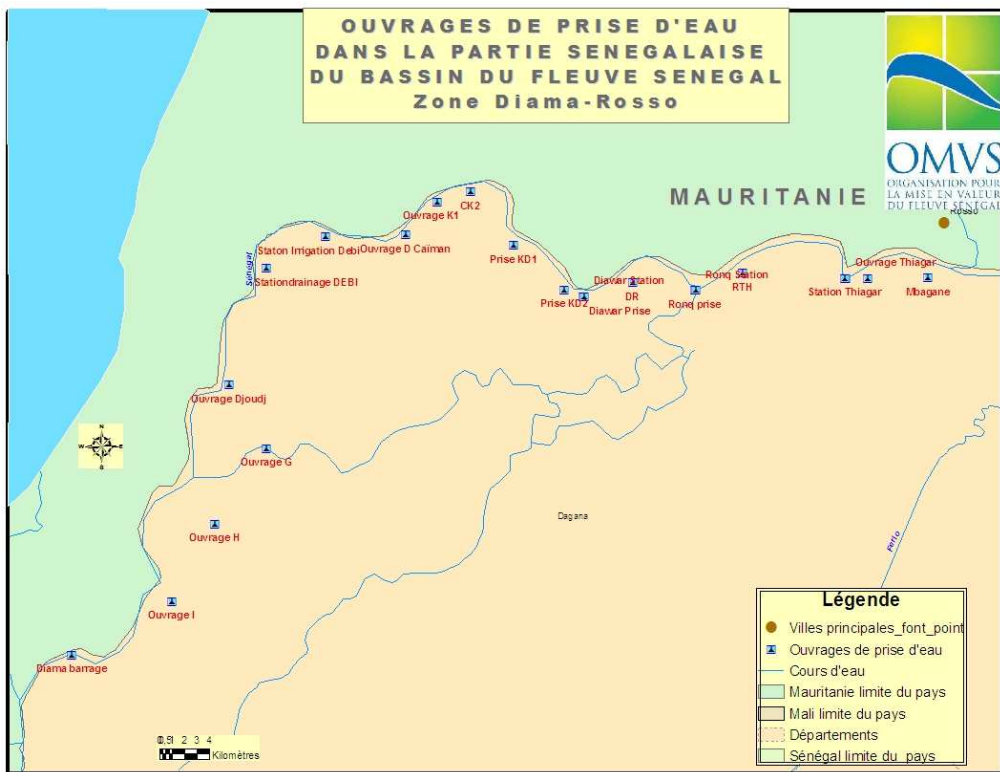 OUVRAGES DE PRISE D'EAU
DANS LA PARTIE SENEGALAISE
DU BASSIN DU FLEUVE SENEGAL
Zone Diama-Rosso
OMVS
ORGANISATION POUR
LA MISE EN VALEUR
DU FLEUVE SÉNÉGAL
MAURITANIE
Rosso
CK2
Ouvrage K1
Ouvrage D Caïman
Staton Irrigation Debi
Prise KD1
Senegal
Stationdrainage DEBI
Ouvrage Thiagar
Diawar Station
DR
Ronq Station
RTH
Station Thiagar
Mbagane
Prise KD2
Diawar Prise
Ronq prise
Ouvrage Djoudj
N
W
E
S
Ouvrage G
Dagana
Ouvrage H
Ferlo
Ouvrage I
Diama barrage
Légende
Villes principales_font_point
Ouvrages de prise d'eau
Cours d'eau
Mauritanie limite du pays
Mali limite du pays
Départements
Sénégal limite du pays
2 3 4
Kilomètres